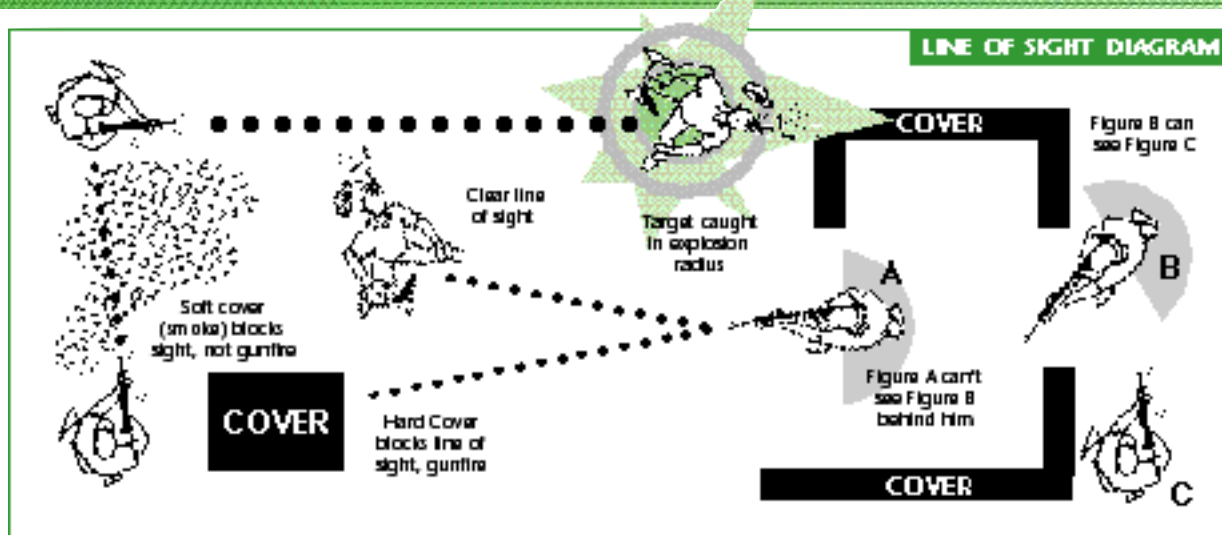 LINE OF SIGHT DIAGRAM
COVER
Figure B can
see Figure C
Clear line
of sight
Target caught
in explosion
radius
A
B
Soft cover
(smoke) blocks
sight, not gunfire
Figure A can't
see Figure B
behind him
COVER
Hard Cover
blocks line of
sight, gunfire
COVER
C